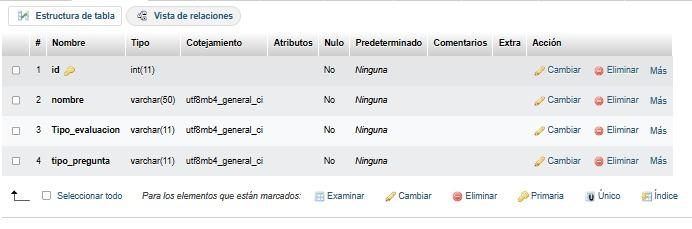 Estructura de tabla Vista de relaciones
# Nombre Tipo Cotejamiento Atributos Nulo Predeterminado Comentarios Extra Acción
1 id int(11) No Ninguna Cambiar Eliminar Más
2 nombre varchar(50) utf8mb4_general_ci No Ninguna Cambiar Eliminar Más
3 Tipo_evaluacion varchar(11) utf8mb4_general_ci No Ninguna Cambiar Eliminar Más
4 tipo_pregunta varchar(11) utf8mb4_general_ci No Ninguna Cambiar Eliminar Más
Seleccionar todo Para los elementos que están marcados: Examinar Cambiar Eliminar Primaria Único Índice